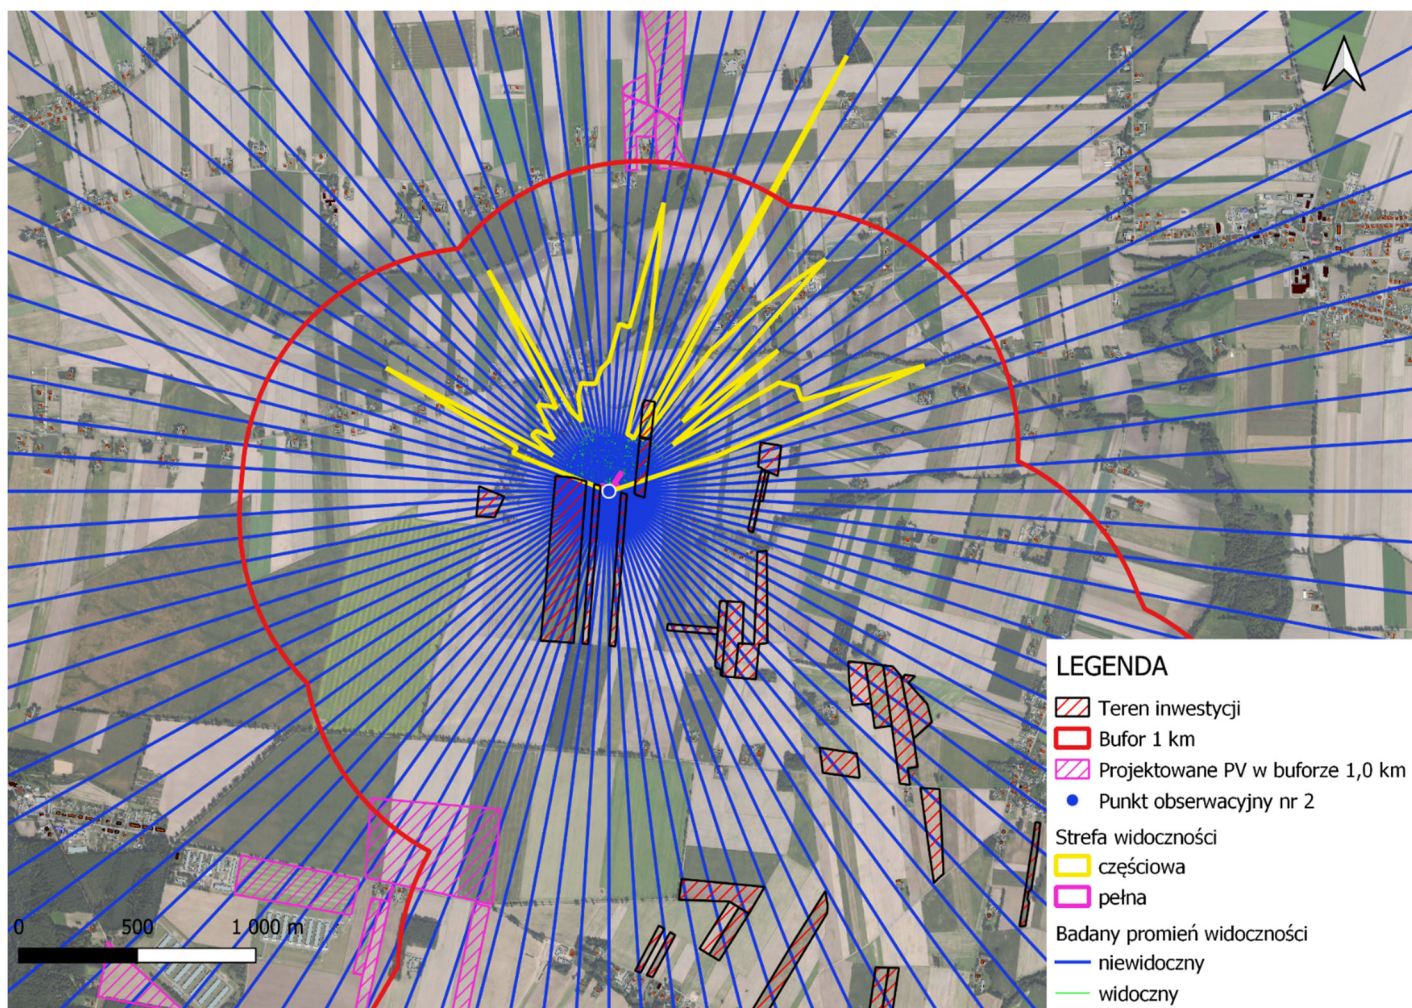 LEGENDA
Teren inwestycji
Bufor 1 km
Projektowane PV w buforze 1,0 km
Punkt obserwacyjny nr 2
Strefa widoczności
częściowa
pełna
Badany promień widoczności
niewidoczny
widoczny
0 500 1 000 m